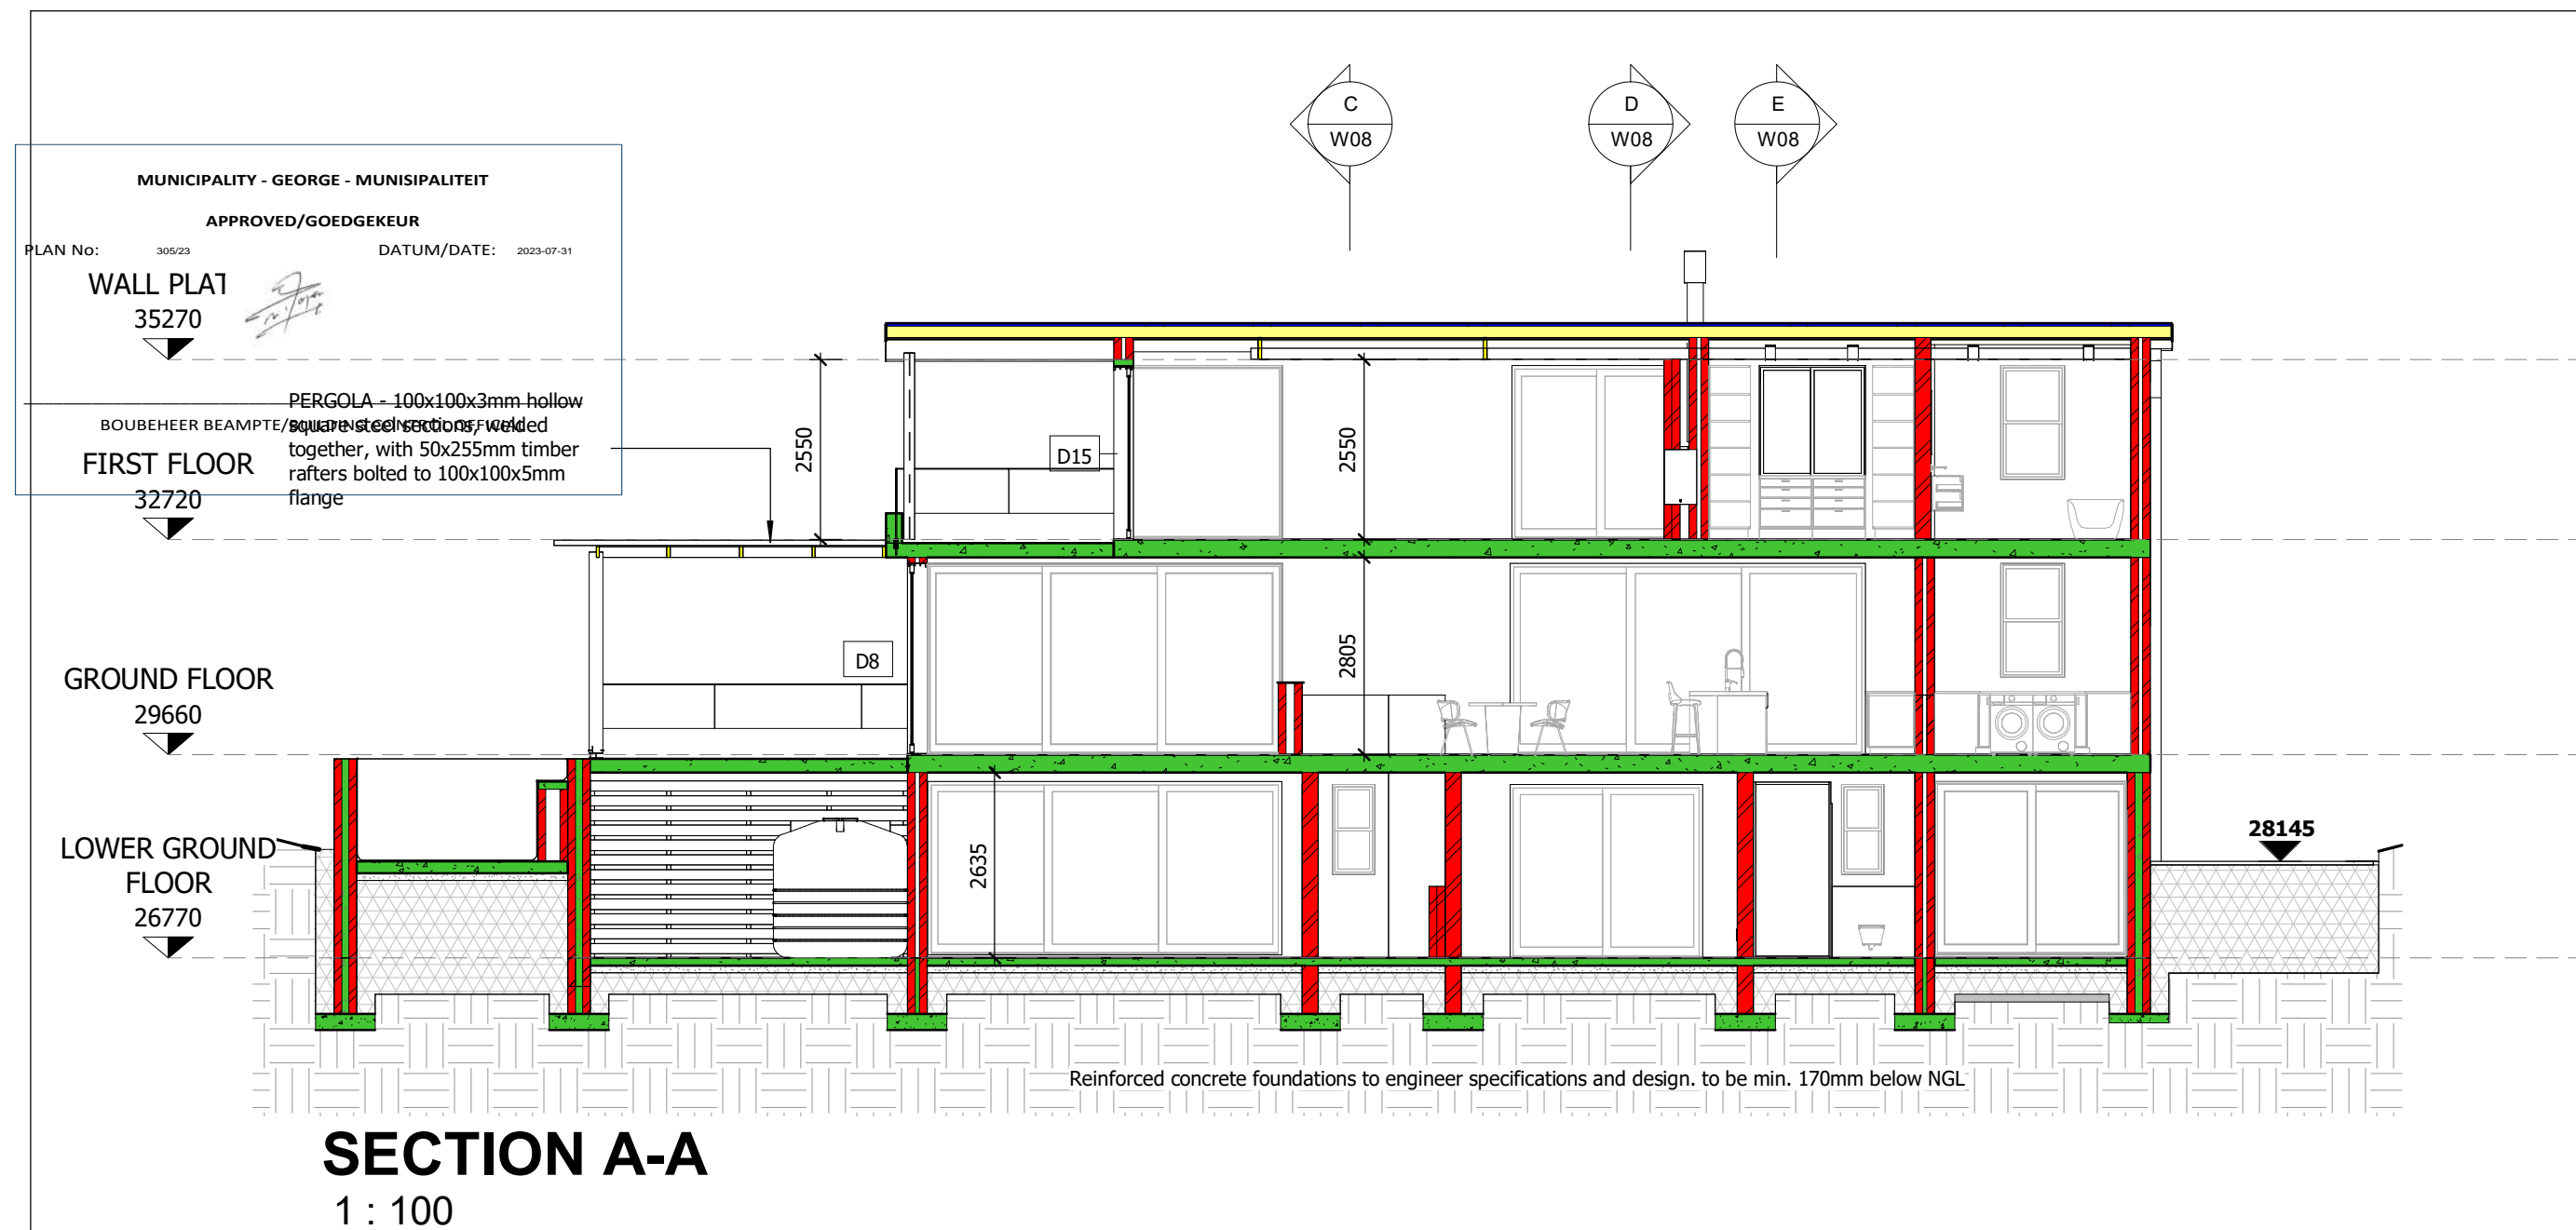 C
W08
D
W08
E
W08
MUNICIPALITY - GEORGE - MUNISIPALITEIT
APPROVED/GOEDGEKEUR
PLAN No: 305/23 DATUM/DATE: 2023-07-31
WALL PLAT
35270
PERGOLA - 100x100x3mm hollow
BOUBEHEER BEAMPTE/BUILDING CONTROL OFFICIAL
square steel sections, welded
together, with 50x255mm timber
rafters bolted to 100x100x5mm
flange
FIRST FLOOR
32720
2550
D15
2550
D8
2805
GROUND FLOOR
29660
LOWER GROUND
FLOOR
26770
2635
28145
Reinforced concrete foundations to engineer specifications and design. to be min. 170mm below NGL
SECTION A-A
1 : 100